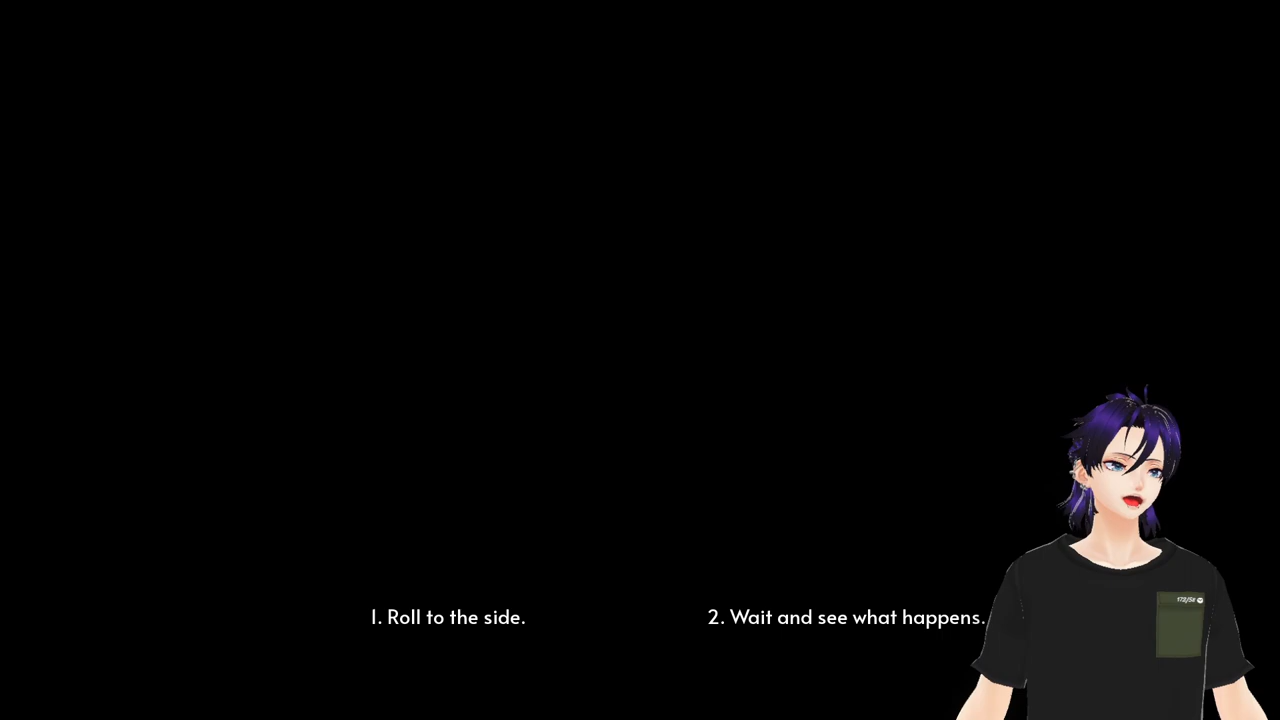 1. Roll to the side.
2. Wait and see what happens.